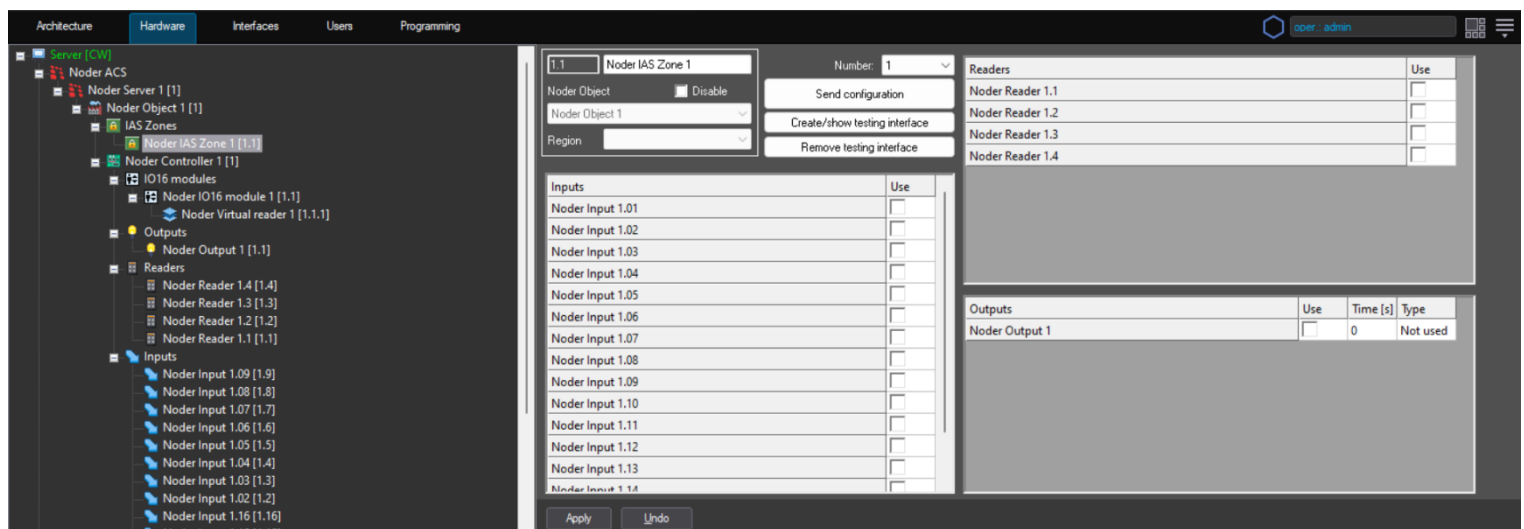 Architecture Hardware Interfaces Users Programming oper.: admin
Server [CW]
Noder ACS
Noder Server 1 [1]
Noder Object 1 [1]
IAS Zones
Noder IAS Zone 1 [1.1]
Noder Controller 1 [1]
IO16 modules
Noder IO16 module 1 [1.1]
Noder Virtual reader 1 [1.1.1]
Outputs
Noder Output 1 [1.1]
Readers
Noder Reader 1.4 [1.4]
Noder Reader 1.3 [1.3]
Noder Reader 1.2 [1.2]
Noder Reader 1.1 [1.1]
Inputs
Noder Input 1.09 [1.9]
Noder Input 1.08 [1.8]
Noder Input 1.07 [1.7]
Noder Input 1.06 [1.6]
Noder Input 1.05 [1.5]
Noder Input 1.04 [1.4]
Noder Input 1.03 [1.3]
Noder Input 1.02 [1.2]
Noder Input 1.16 [1.16]
1.1 Noder IAS Zone 1
Noder Object Disable
Noder Object 1
Region
Number: 1
Send configuration
Create/show testing interface
Remove testing interface
Inputs Use
Noder Input 1.01
Noder Input 1.02
Noder Input 1.03
Noder Input 1.04
Noder Input 1.05
Noder Input 1.06
Noder Input 1.07
Noder Input 1.08
Noder Input 1.09
Noder Input 1.10
Noder Input 1.11
Noder Input 1.12
Noder Input 1.13
Noder Input 1.14
Readers Use
Noder Reader 1.1
Noder Reader 1.2
Noder Reader 1.3
Noder Reader 1.4
Outputs Use Time [s] Type
Noder Output 1 0 Not used
Apply Undo